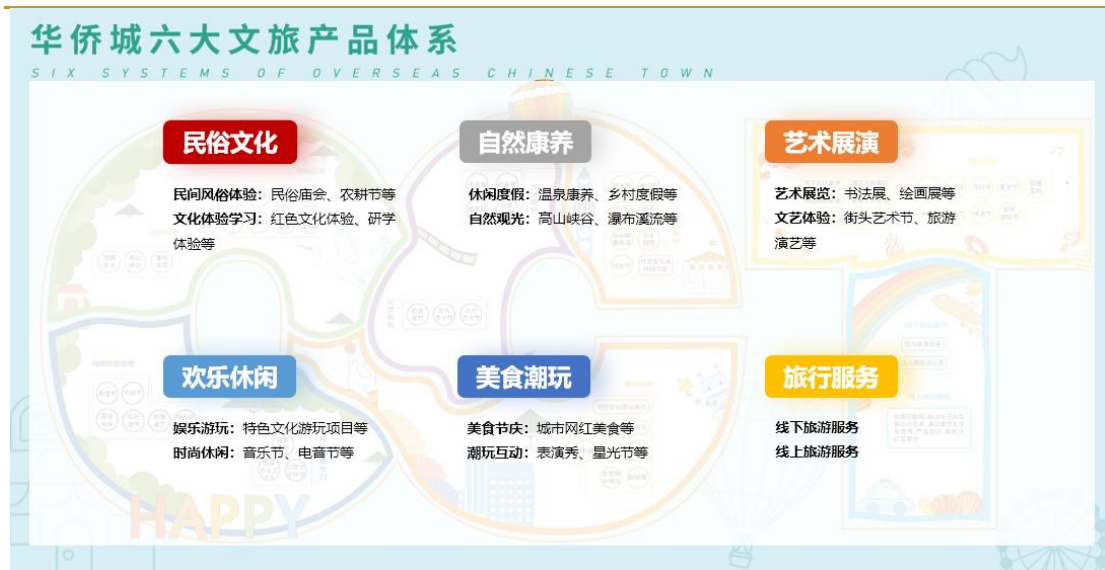 华侨城六大文旅产品体系
SIX SYSTEMS OF OVERSEAS CHINESE TOWN
民俗文化
民间风俗体验：民俗庙会、农耕节等
文化体验学习：红色文化体验、研学
体验等
自然康养
休闲度假：温泉康养、乡村度假等
自然观光：高山峡谷、瀑布溪流等
艺术展演
艺术展览：书法展、绘画展等
文艺体验：街头艺术节、旅游
演艺等
欢乐休闲
娱乐游玩：特色文化游玩项目等
时尚休闲：音乐节、电音节等
美食潮玩
美食节庆：城市网红美食等
潮玩互动：表演秀、星光节等
旅行服务
线下旅游服务
线上旅游服务
HAPPY